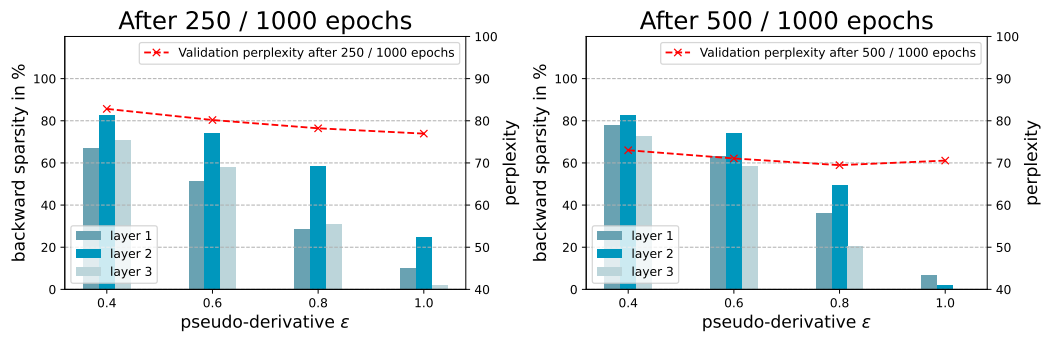 After 250 / 1000 epochs
Validation perplexity after 250 / 1000 epochs
backward sparsity in %
100
80
60
40
20
0
100
90
80
70
60
50
40
perplexity
layer 1
layer 2
layer 3
0.4 0.6 0.8 1.0
pseudo-derivative ε
After 500 / 1000 epochs
Validation perplexity after 500 / 1000 epochs
backward sparsity in %
100
80
60
40
20
0
100
90
80
70
60
50
40
perplexity
layer 1
layer 2
layer 3
0.4 0.6 0.8 1.0
pseudo-derivative ε